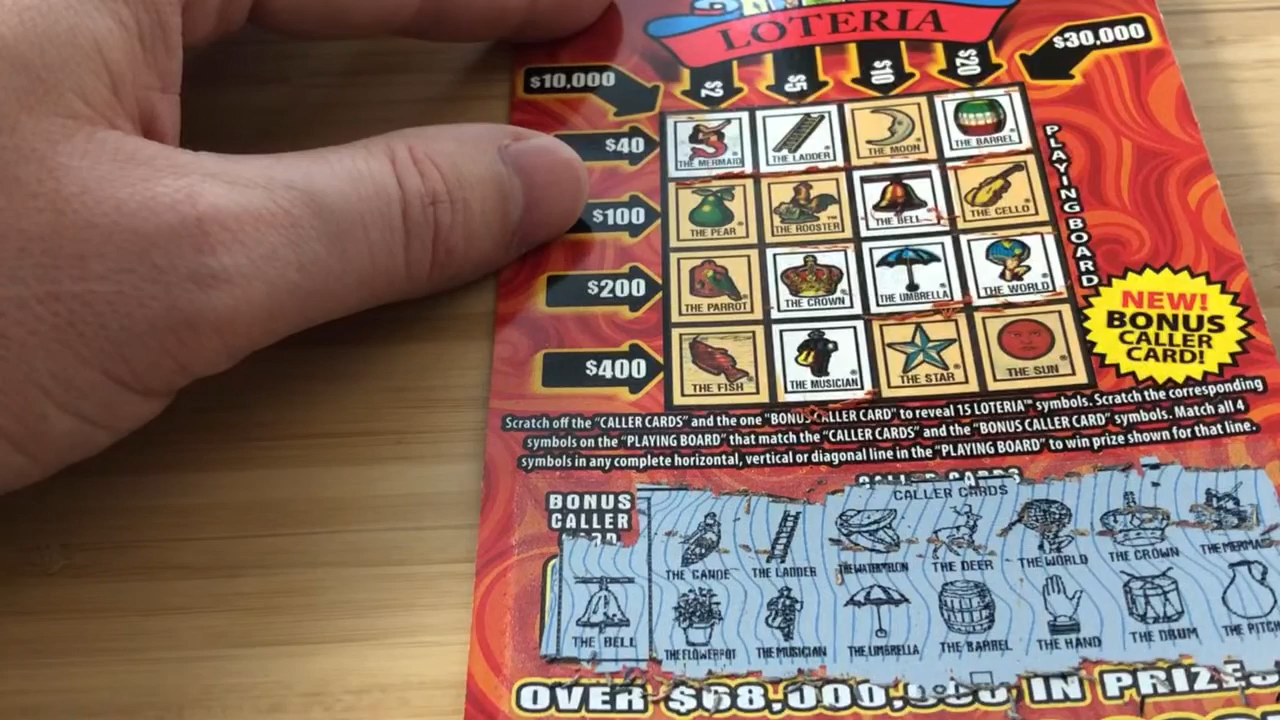 LOTERIA
$10,000
$2
$5
$10
$20
$30,000
$40
THE MERMAID
THE LADDER
THE MOON
THE BARREL
$100
THE PEAR
THE ROOSTER
THE BELL
THE CELLO
$200
THE PARROT
THE CROWN
THE UMBRELLA
THE WORLD
$400
THE FISH
THE MUSICIAN
THE STAR
THE SUN
PLAYING BOARD
NEW!
BONUS
CALLER
CARD!
Scratch off the "CALLER CARDS" and the one "BONUS CALLER CARD" to reveal 15 LOTERIA™ symbols. Scratch the corresponding
symbols on the "PLAYING BOARD" that match the "CALLER CARDS" and the "BONUS CALLER CARD" symbols. Match all 4
symbols in any complete horizontal, vertical or diagonal line in the "PLAYING BOARD" to win prize shown for that line.
CALLER CARDS
BONUS
CALLER
THE CANOE
THE LADDER
THE WATERMELON
THE DEER
THE WORLD
THE CROWN
THE MERMAID
THE BELL
THE FLOWERPOT
THE MUSICIAN
THE UMBRELLA
THE BARREL
THE HAND
THE DRUM
THE PITCH
OVER $68,000,000 IN PRIZES